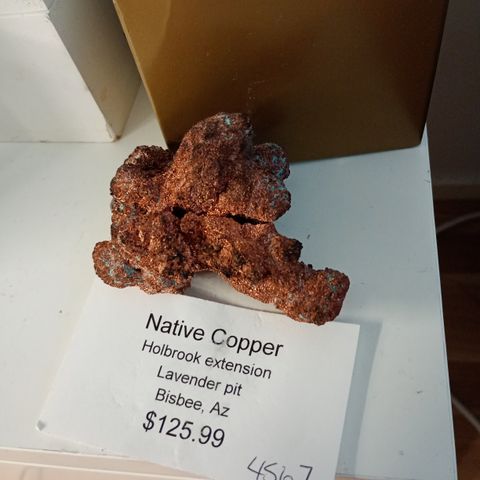 Native Copper
Holbrook extension
Lavender pit
Bisbee, Az
$125.99
4567